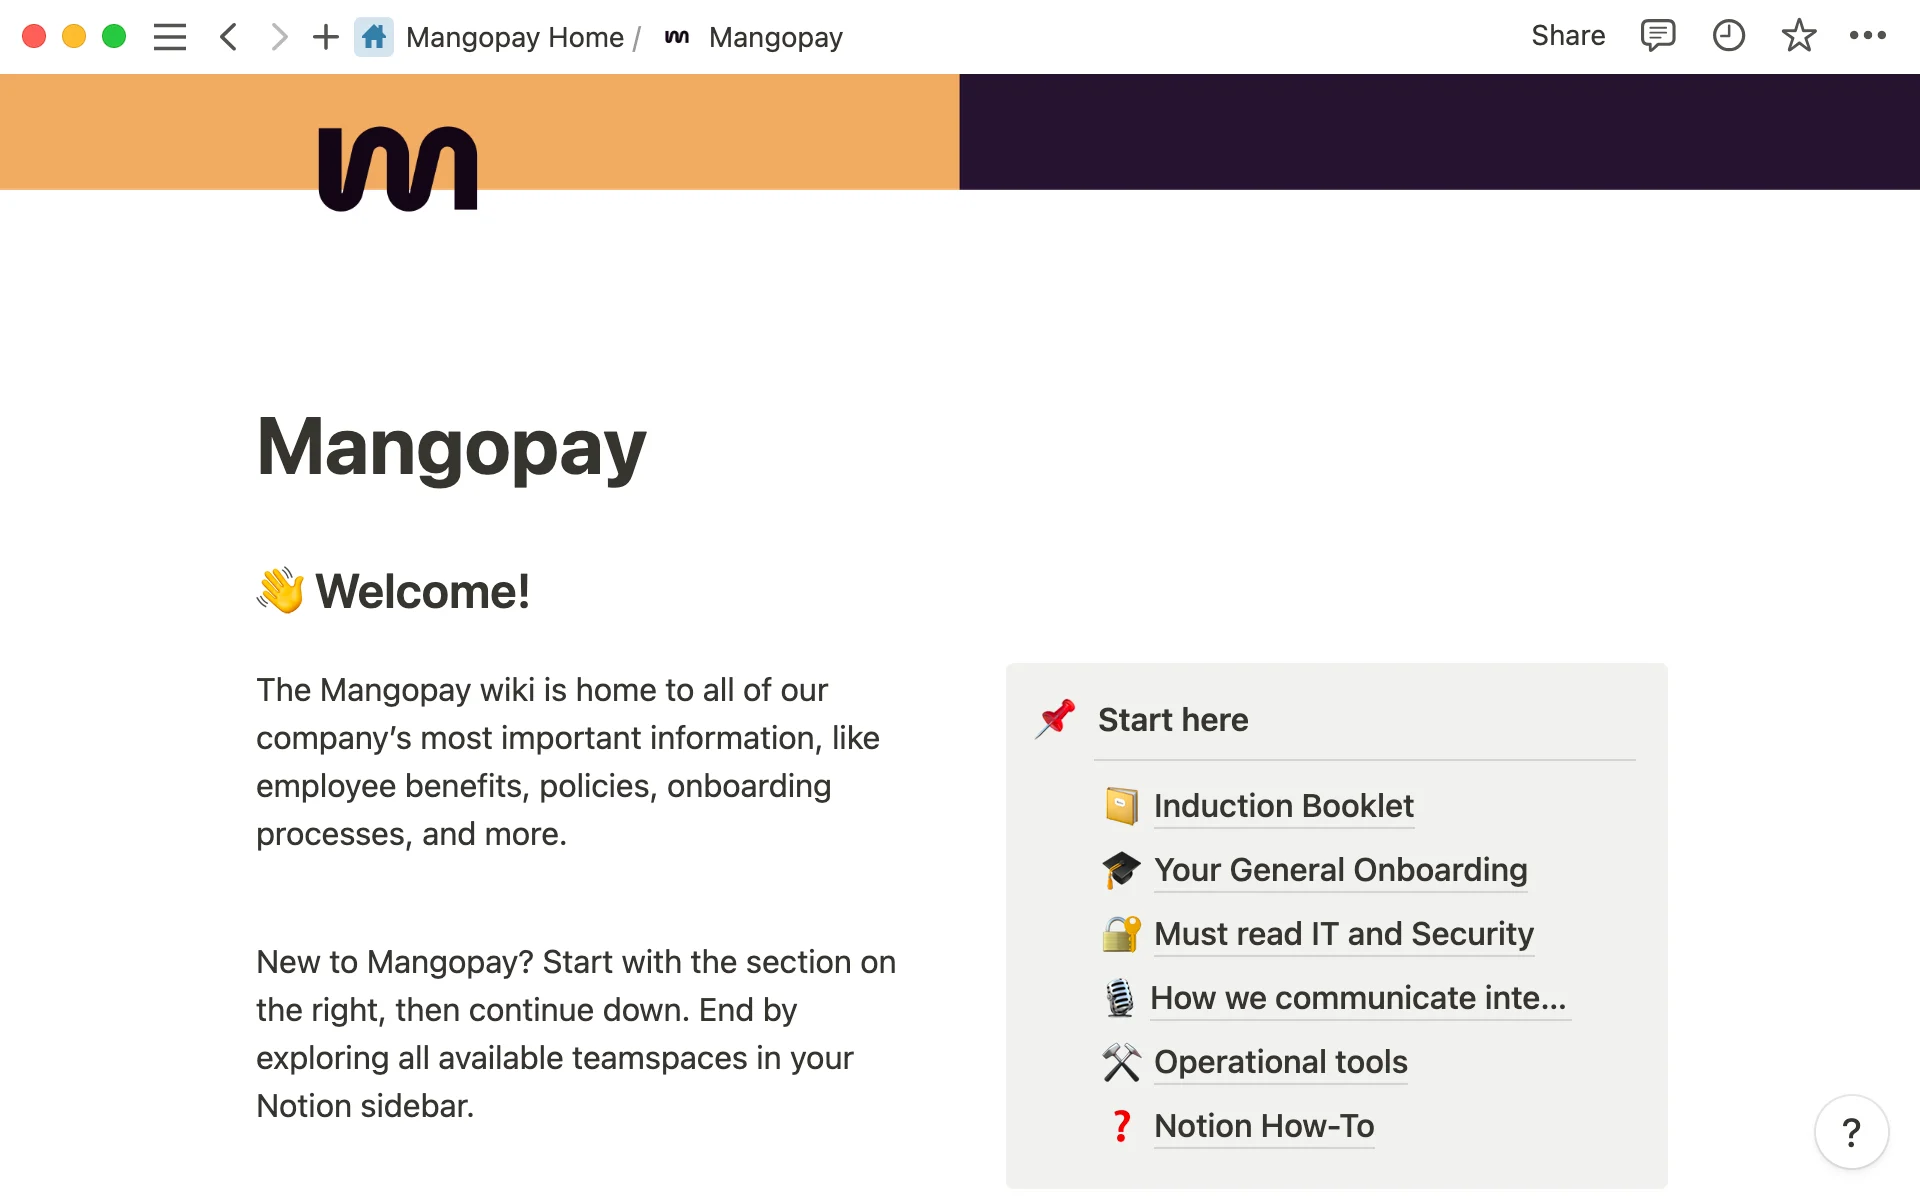 Mangopay Home / Mangopay
Share
Mangopay
👋 Welcome!
The Mangopay wiki is home to all of our
company’s most important information, like
employee benefits, policies, onboarding
processes, and more.
New to Mangopay? Start with the section on
the right, then continue down. End by
exploring all available teamspaces in your
Notion sidebar.
Start here
Induction Booklet
Your General Onboarding
Must read IT and Security
How we communicate inte...
Operational tools
Notion How-To
?